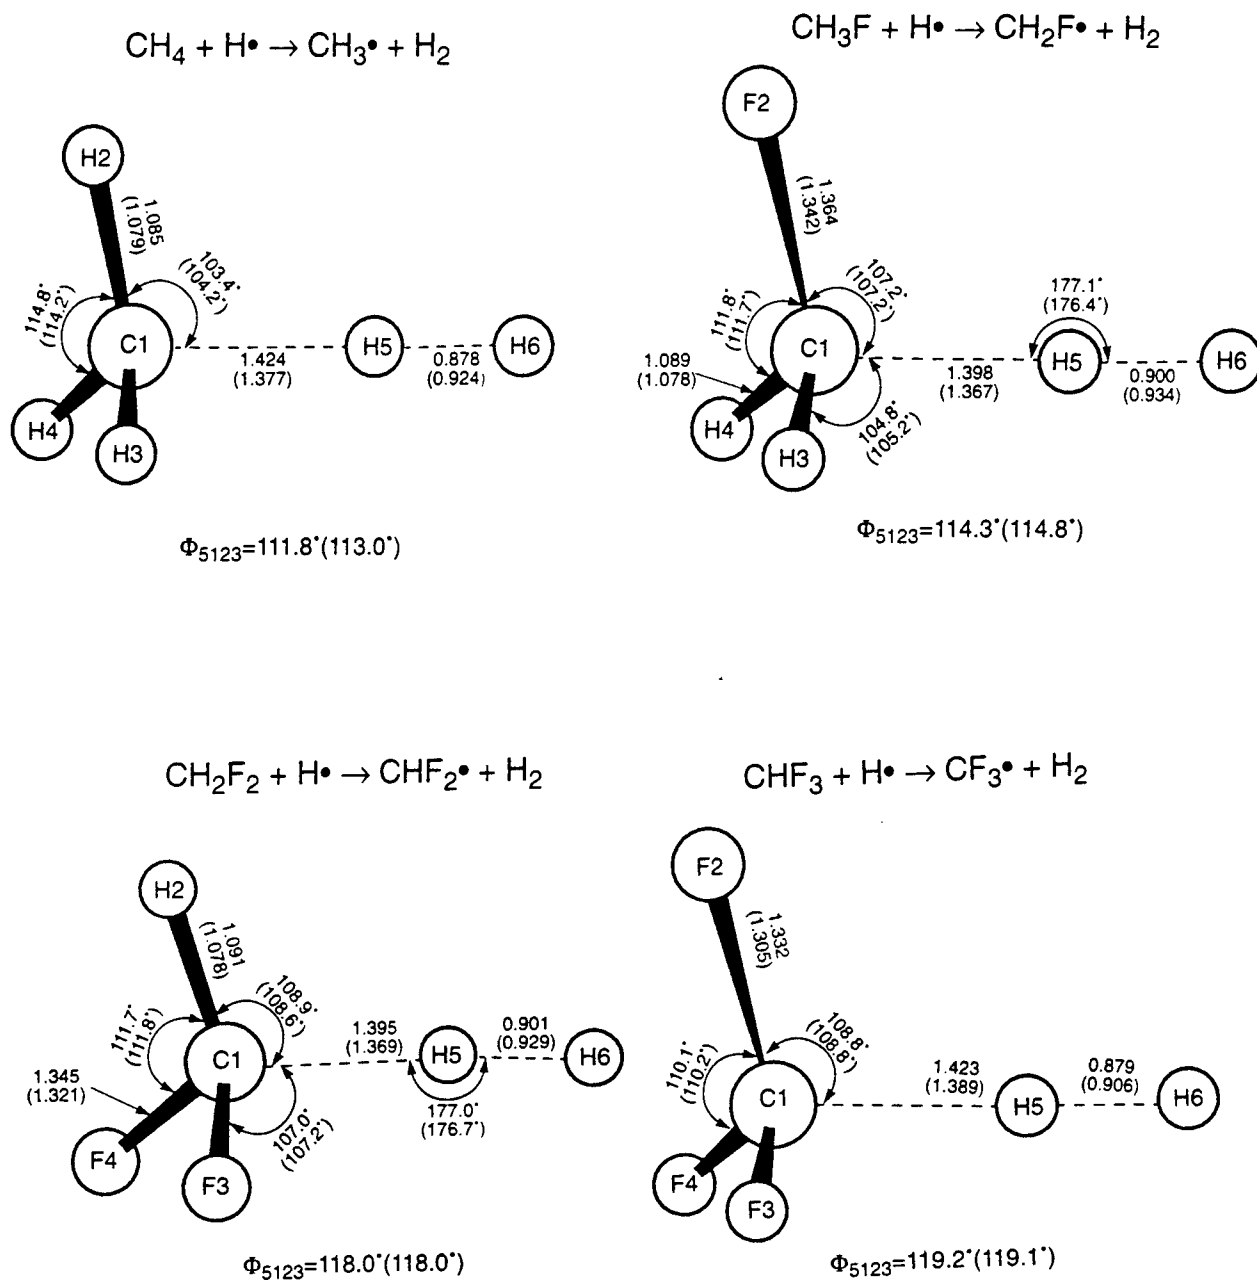 CH4 + H• → CH3• + H2
H2
1.085
(1.079)
103.4°
(104.2°)
114.8°
(114.2°)
C1
1.424
(1.377)
H5
0.878
(0.924)
H6
H4
H3
Φ5123=111.8°(113.0°)
CH3F + H• → CH2F• + H2
F2
1.364
(1.342)
107.2°
(107.2°)
111.8°
(111.7°)
177.1°
(176.4°)
C1
1.089
(1.078)
1.398
(1.367)
H5
0.900
(0.934)
H6
104.8°
(105.2°)
H4
H3
Φ5123=114.3°(114.8°)
CH2F2 + H• → CHF2• + H2
H2
1.091
(1.078)
108.9°
(108.6°)
111.7°
(111.8°)
C1
1.395
(1.369)
H5
0.901
(0.929)
H6
1.345
(1.321)
177.0°
(176.7°)
107.0°
(107.2°)
F4
F3
Φ5123=118.0°(118.0°)
CHF3 + H• → CF3• + H2
F2
1.332
(1.305)
108.8°
(108.8°)
110.1°
(110.2°)
C1
1.423
(1.389)
H5
0.879
(0.906)
H6
F4
F3
Φ5123=119.2°(119.1°)